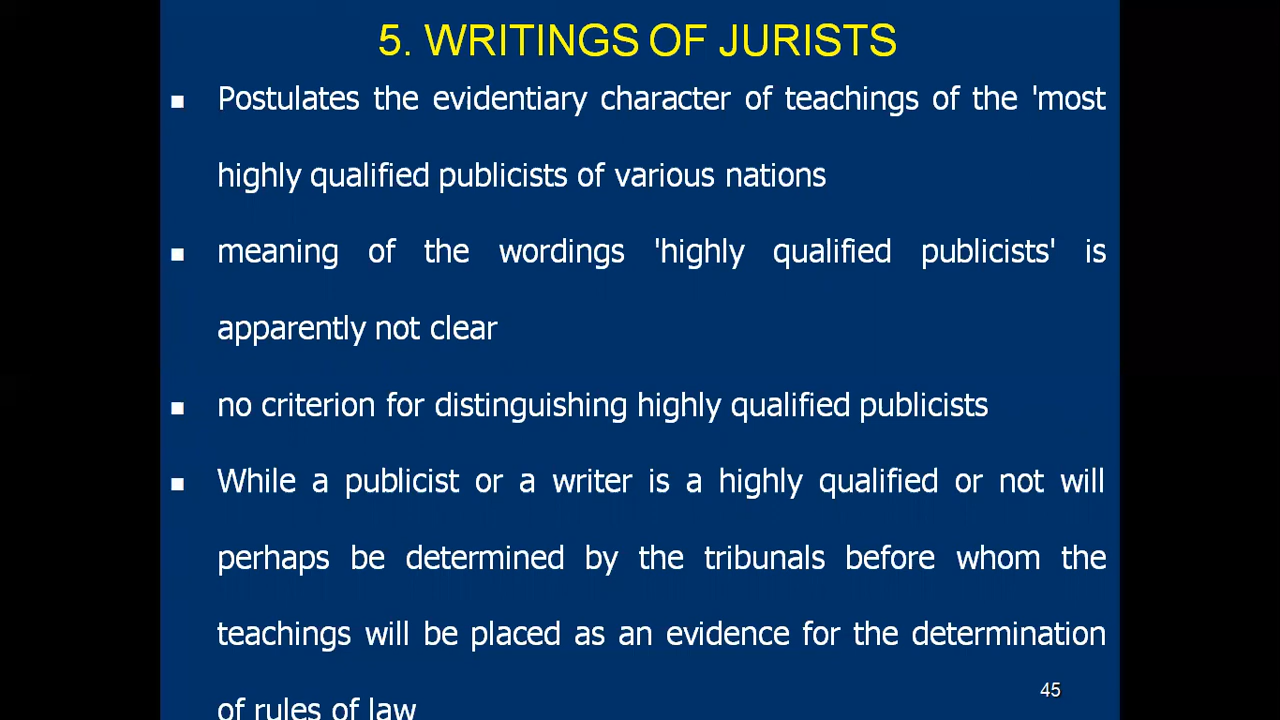 5. WRITINGS OF JURISTS
▪ Postulates the evidentiary character of teachings of the 'most
highly qualified publicists of various nations
▪ meaning of the wordings 'highly qualified publicists' is
apparently not clear
▪ no criterion for distinguishing highly qualified publicists
▪ While a publicist or a writer is a highly qualified or not will
perhaps be determined by the tribunals before whom the
teachings will be placed as an evidence for the determination
of rules of law
45